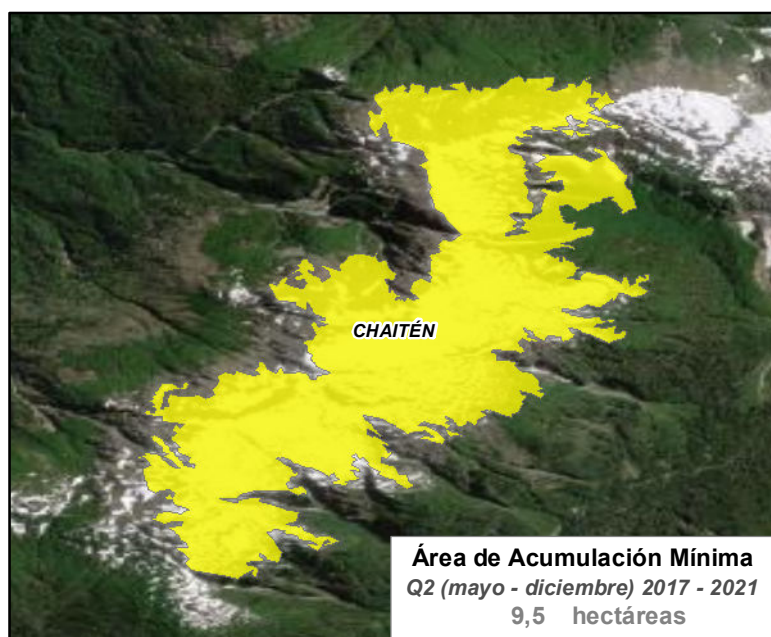 CHAITÉN
Área de Acumulación Mínima
Q2 (mayo - diciembre) 2017 - 2021
9,5 hectáreas